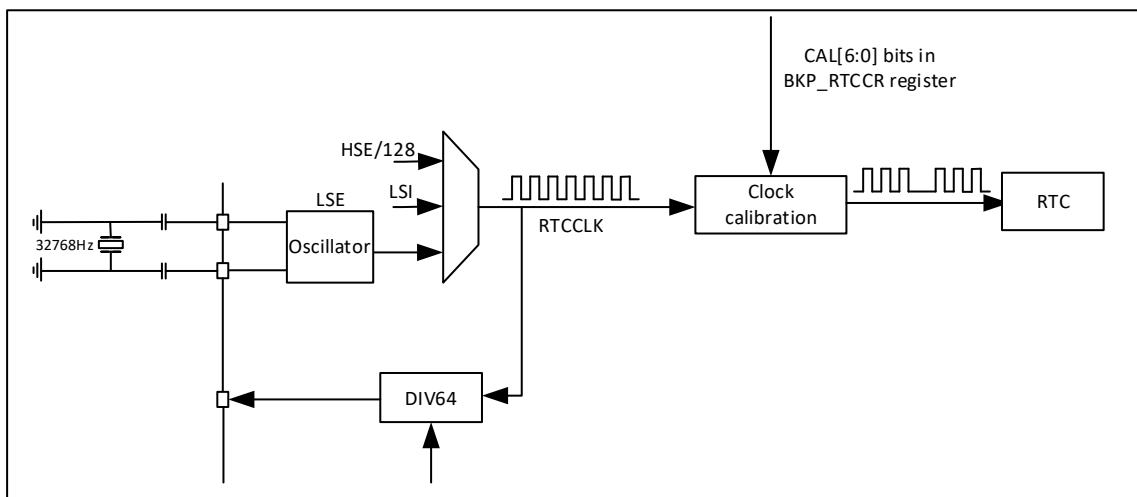 CAL[6:0] bits in
BKP_RTCCR register
HSE/128
LSI
LSE
32768Hz
Oscillator
RTCCLK
Clock
calibration
RTC
DIV64